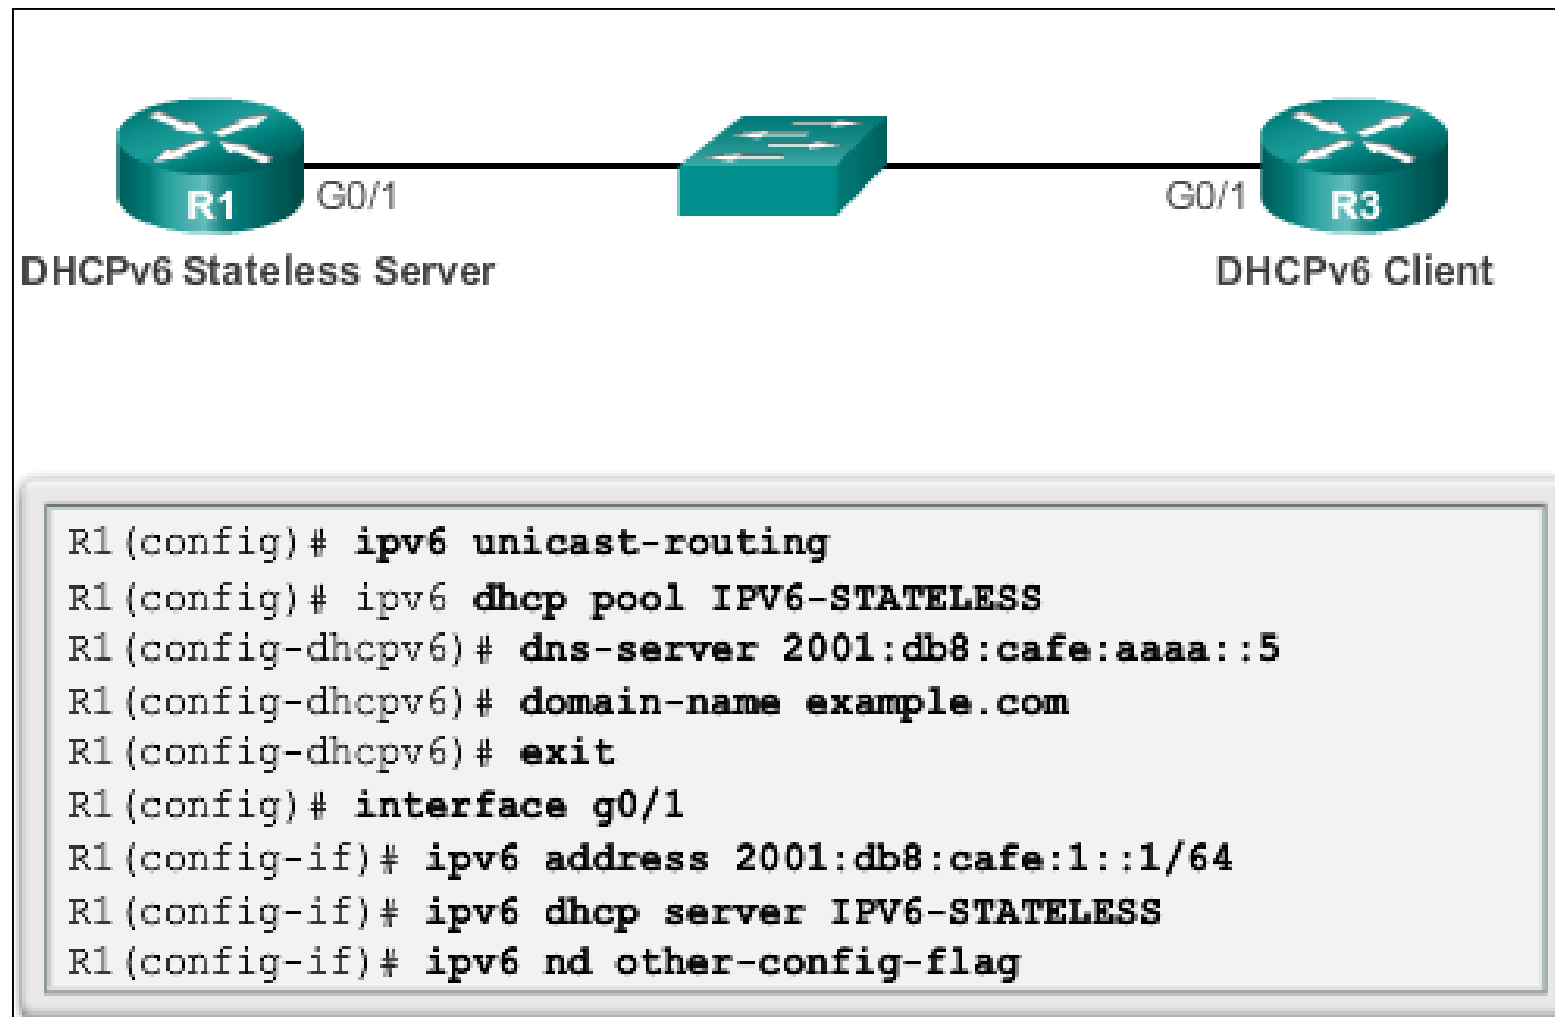 R1 G0/1 G0/1 R3
DHCPv6 Stateless Server DHCPv6 Client
R1(config)# ipv6 unicast-routing
R1(config)# ipv6 dhcp pool IPV6-STATELESS
R1(config-dhcpv6)# dns-server 2001:db8:cafe:aaaa::5
R1(config-dhcpv6)# domain-name example.com
R1(config-dhcpv6)# exit
R1(config)# interface g0/1
R1(config-if)# ipv6 address 2001:db8:cafe:1::1/64
R1(config-if)# ipv6 dhcp server IPV6-STATELESS
R1(config-if)# ipv6 nd other-config-flag